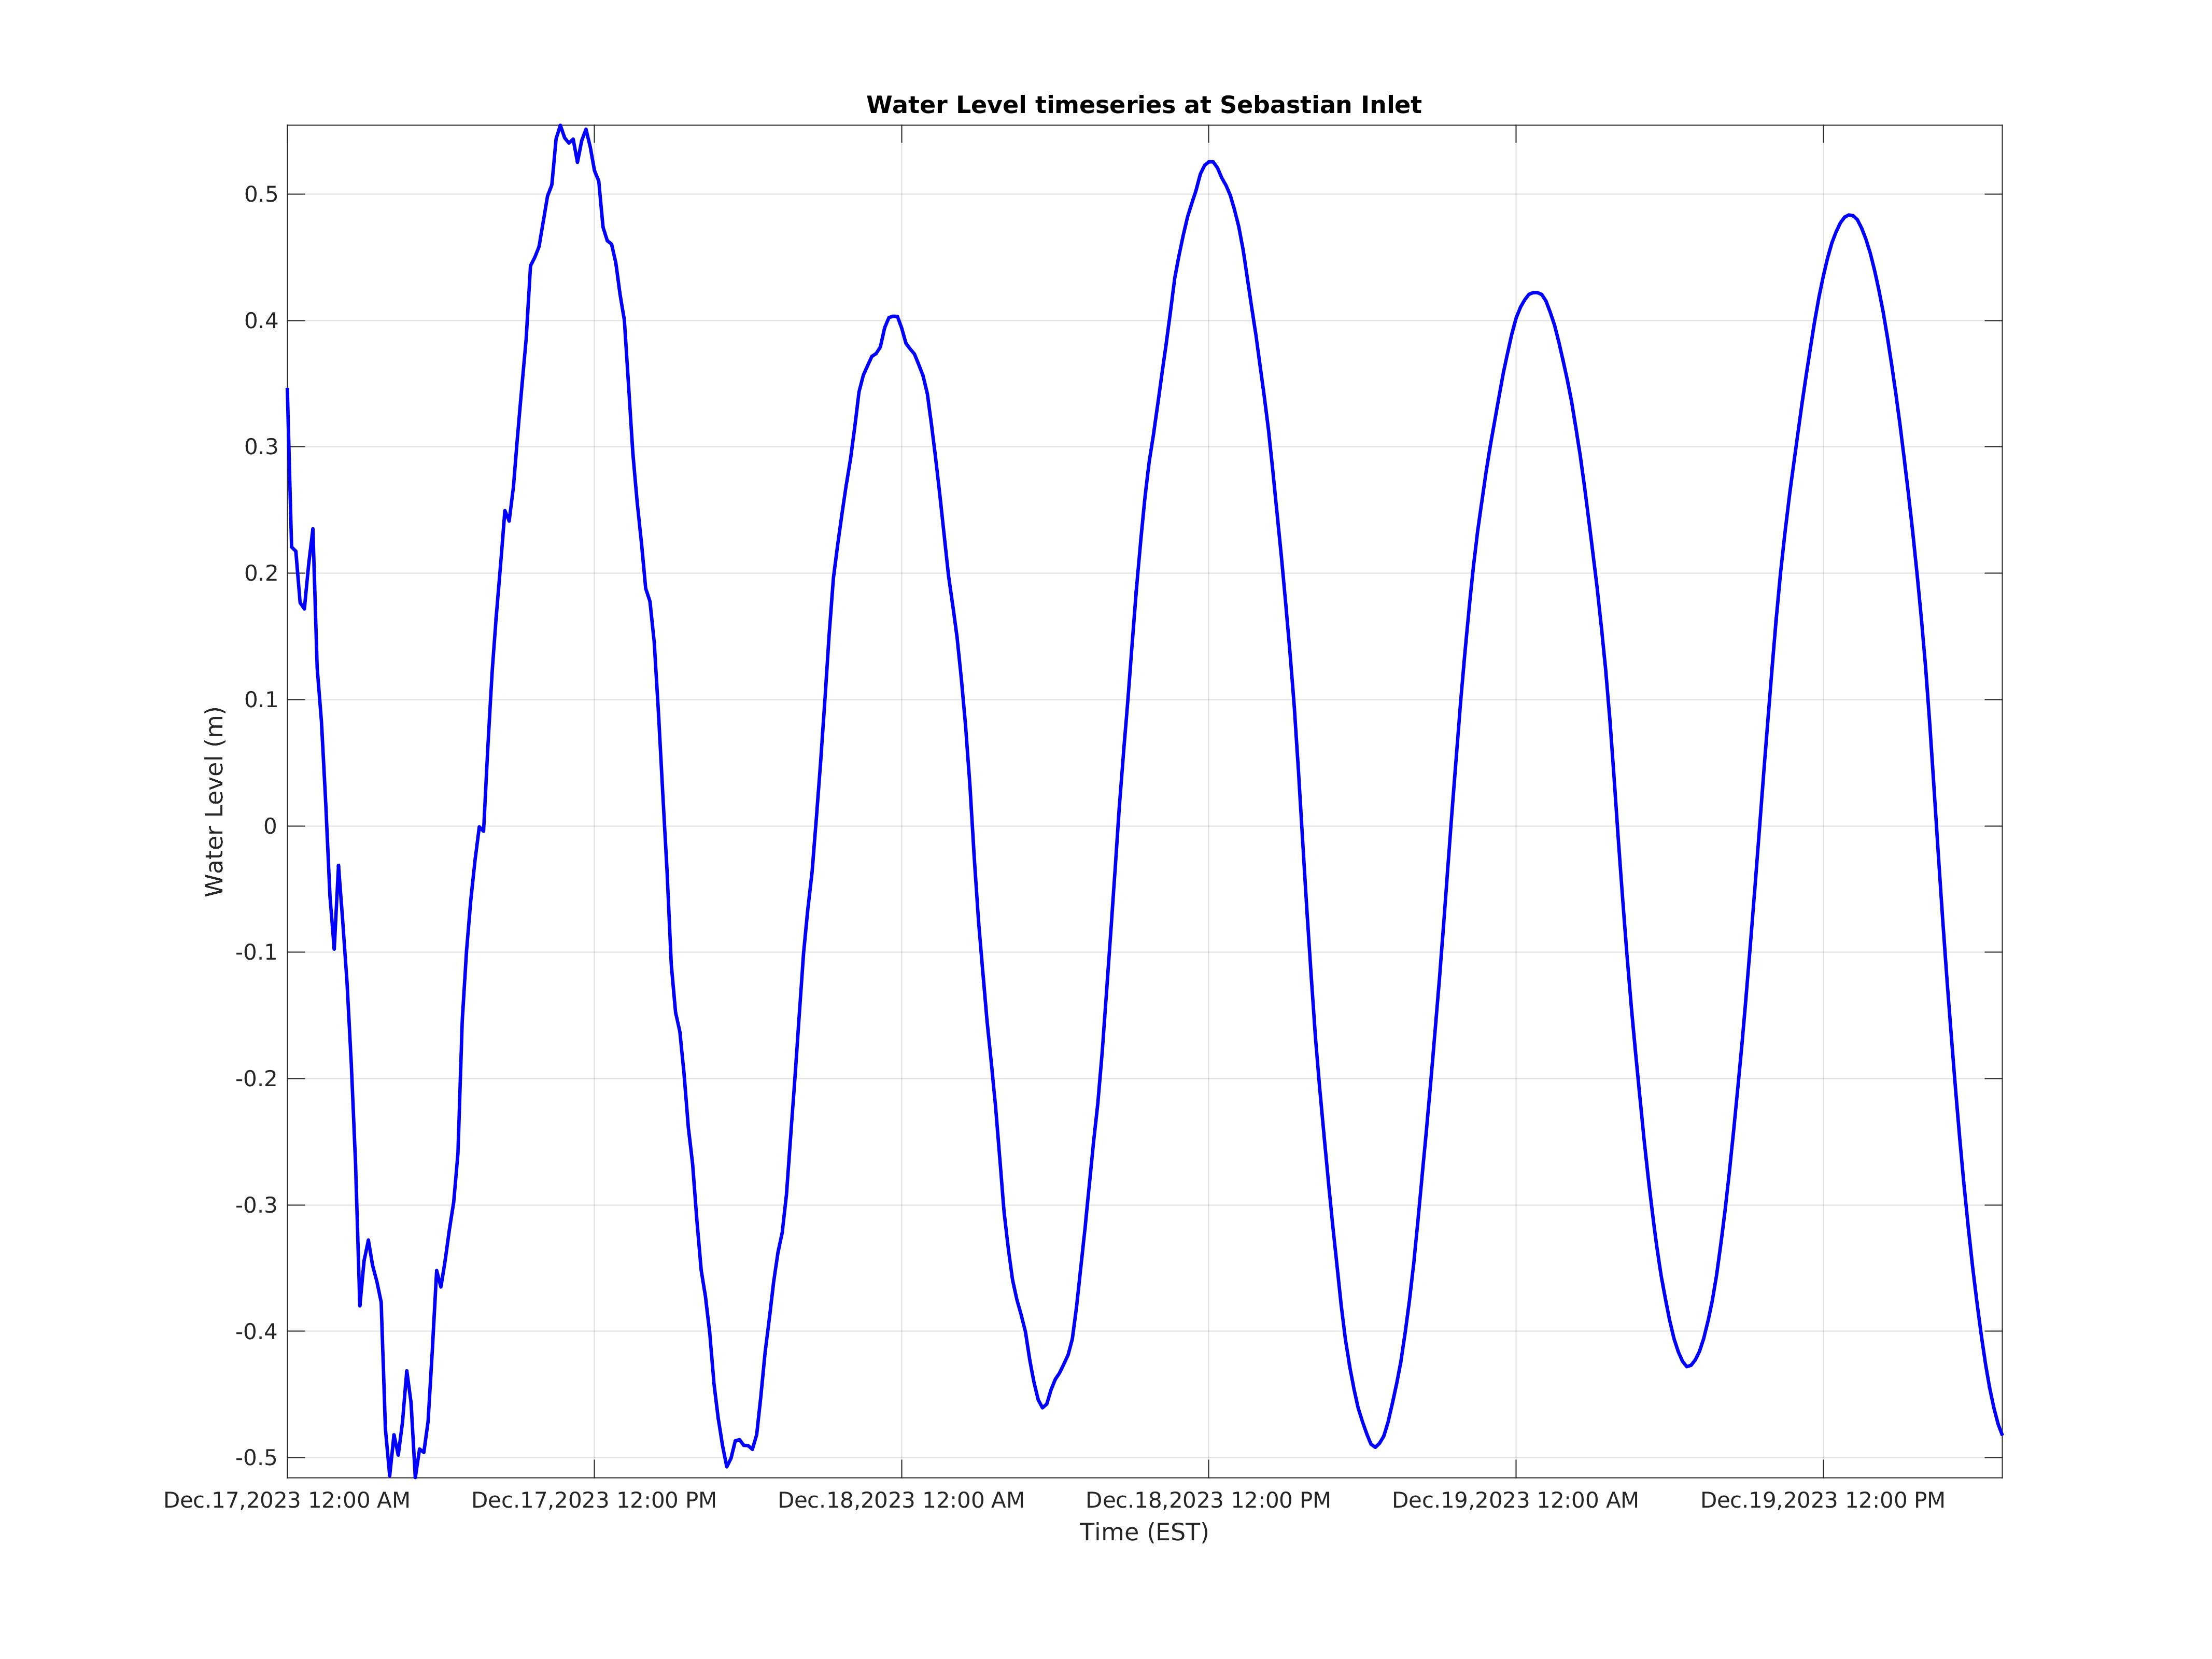 Water Level timeseries at Sebastian Inlet
0.5
0.4
0.3
0.2
0.1
0
-0.1
-0.2
-0.3
-0.4
-0.5
Water Level (m)
Dec.17,2023 12:00 AM Dec.17,2023 12:00 PM Dec.18,2023 12:00 AM Dec.18,2023 12:00 PM Dec.19,2023 12:00 AM Dec.19,2023 12:00 PM
Time (EST)